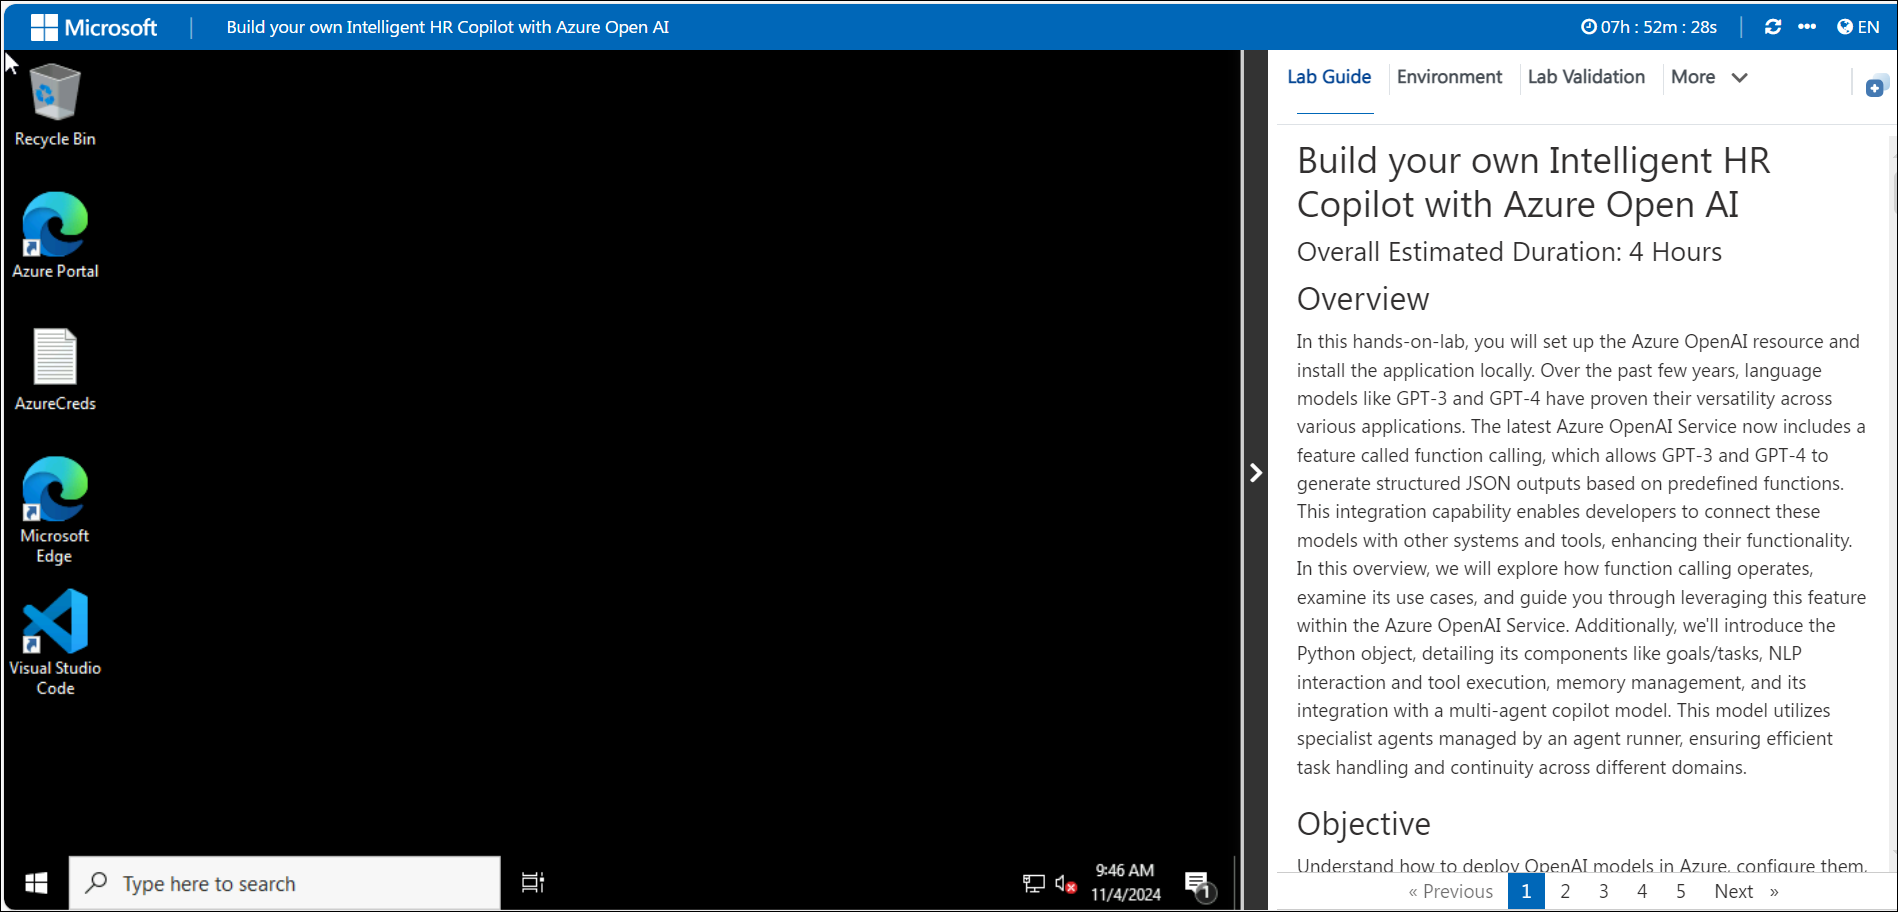 Microsoft
Build your own Intelligent HR Copilot with Azure Open AI
07h : 52m : 28s
EN
Recycle Bin
Azure Portal
AzureCreds
Microsoft
Edge
Visual Studio
Code
Type here to search
9:46 AM
11/4/2024
1
Lab Guide
Environment
Lab Validation
More
Build your own Intelligent HR
Copilot with Azure Open AI
Overall Estimated Duration: 4 Hours
Overview
In this hands-on-lab, you will set up the Azure OpenAI resource and
install the application locally. Over the past few years, language
models like GPT-3 and GPT-4 have proven their versatility across
various applications. The latest Azure OpenAI Service now includes a
feature called function calling, which allows GPT-3 and GPT-4 to
generate structured JSON outputs based on predefined functions.
This integration capability enables developers to connect these
models with other systems and tools, enhancing their functionality.
In this overview, we will explore how function calling operates,
examine its use cases, and guide you through leveraging this feature
within the Azure OpenAI Service. Additionally, we'll introduce the
Python object, detailing its components like goals/tasks, NLP
interaction and tool execution, memory management, and its
integration with a multi-agent copilot model. This model utilizes
specialist agents managed by an agent runner, ensuring efficient
task handling and continuity across different domains.
Objective
Understand how to deploy OpenAI models in Azure, configure them,
« Previous 1 2 3 4 5 Next »